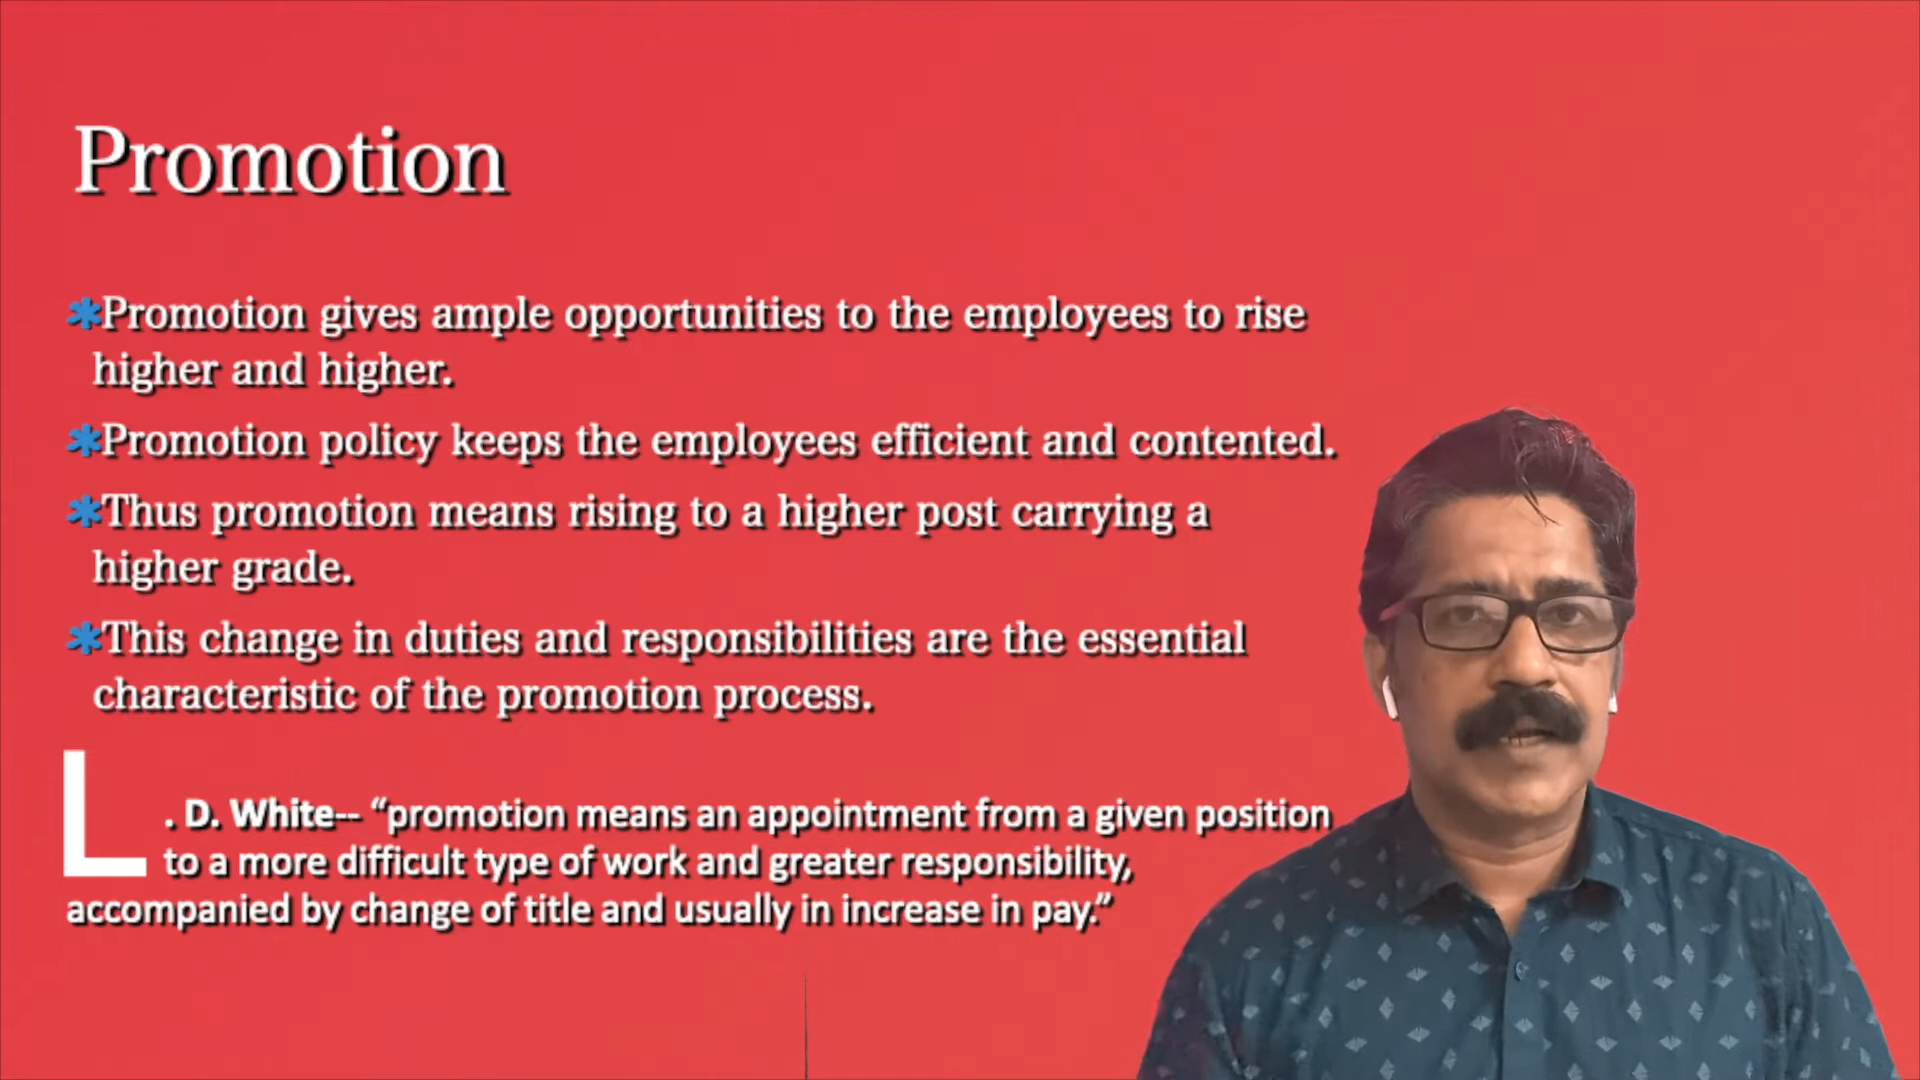 Promotion
*Promotion gives ample opportunities to the employees to rise
higher and higher.
*Promotion policy keeps the employees efficient and contented.
*Thus promotion means rising to a higher post carrying a
higher grade.
*This change in duties and responsibilities are the essential
characteristic of the promotion process.
L. D. White-- “promotion means an appointment from a given position
to a more difficult type of work and greater responsibility,
accompanied by change of title and usually in increase in pay.”